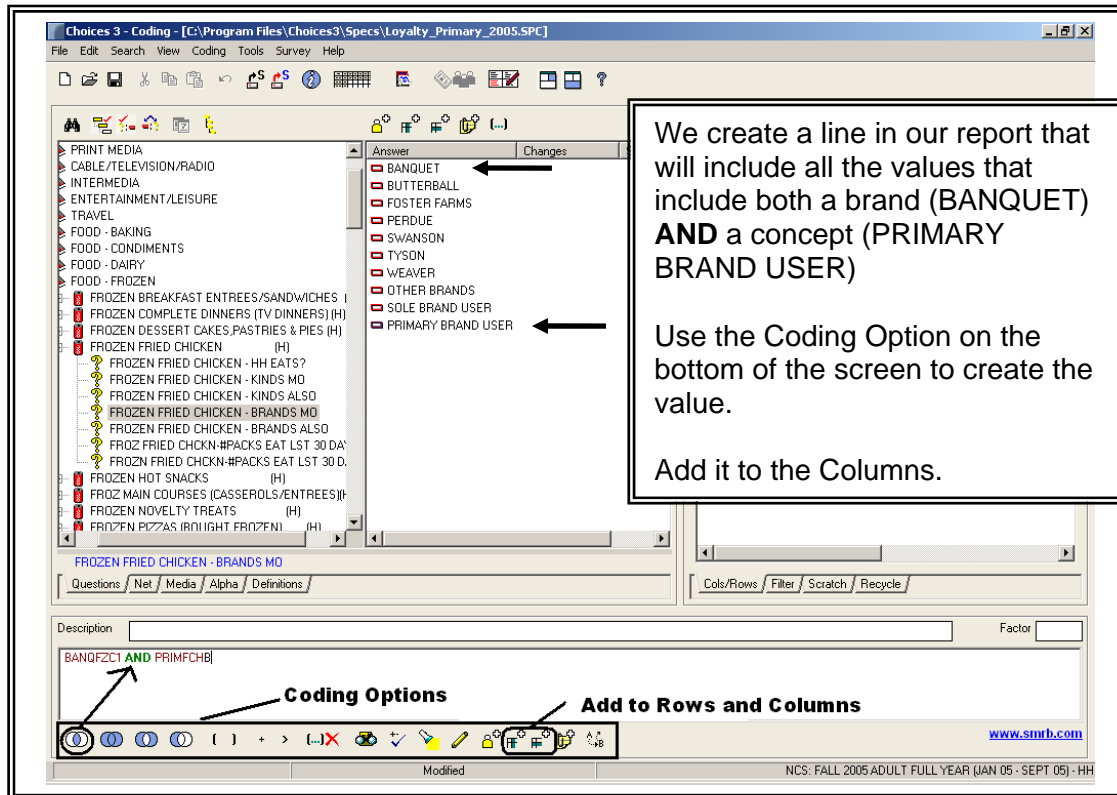 Choices 3 - Coding - [C:\Program Files\Choices3\Specs\Loyalty_Primary_2005.SPC]
File Edit Search View Coding Tools Survey Help
PRINT MEDIA
CABLE/TELEVISION/RADIO
INTERMEDIA
ENTERTAINMENT/LEISURE
TRAVEL
FOOD - BAKING
FOOD - CONDIMENTS
FOOD - DAIRY
FOOD - FROZEN
FROZEN BREAKFAST ENTREES/SANDWICHES
FROZEN COMPLETE DINNERS (TV DINNERS) (H)
FROZEN DESSERT CAKES,PASTRIES & PIES (H)
FROZEN FRIED CHICKEN (H)
FROZEN FRIED CHICKEN - HH EATS?
FROZEN FRIED CHICKEN - KINDS MO
FROZEN FRIED CHICKEN - KINDS ALSO
FROZEN FRIED CHICKEN - BRANDS MO
FROZEN FRIED CHICKEN - BRANDS ALSO
FROZ FRIED CHCKN-#PACKS EAT LST 30 DA
FROZN FRIED CHCKN-#PACKS EAT LST 30 D
FROZEN HOT SNACKS (H)
FROZ MAIN COURSES (CASSEROLS/ENTREES)(H
FROZEN NOVELTY TREATS (H)
FROZEN PIZZAS (BOUGHT FROZEN) (H)
FROZEN FRIED CHICKEN - BRANDS MO
Questions Net Media Alpha Definitions
Answer Changes
BANQUET
BUTTERBALL
FOSTER FARMS
PERDUE
SWANSON
TYSON
WEAVER
OTHER BRANDS
SOLE BRAND USER
PRIMARY BRAND USER
We create a line in our report that
will include all the values that
include both a brand (BANQUET)
AND a concept (PRIMARY
BRAND USER)
Use the Coding Option on the
bottom of the screen to create the
value.
Add it to the Columns.
Cols/Rows Filter Scratch Recycle
Description Factor
BANQFZC1 AND PRIMFCHB
Coding Options
Add to Rows and Columns
www.smrb.com
Modified NCS: FALL 2005 ADULT FULL YEAR (JAN 05 - SEPT 05) - HH